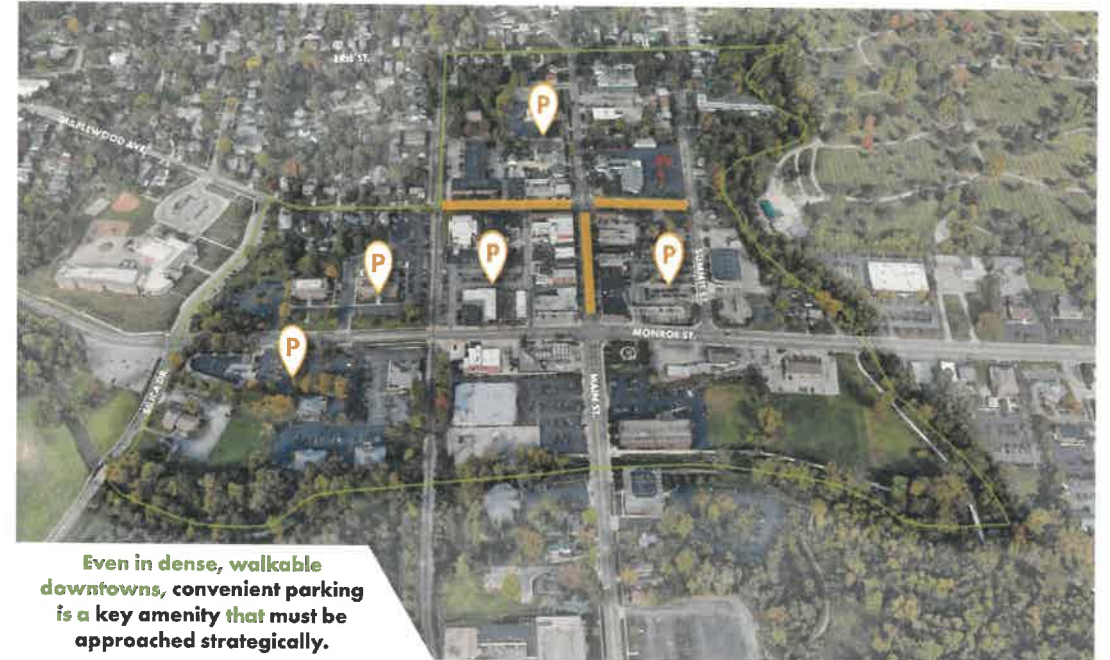 ERIE ST.
MAPLEWOOD AVE.
P
P
P
P
P
SUMMIT ST.
MONROE ST.
MAIN ST.
Even in dense, walkable
downtowns, convenient parking
is a key amenity that must be
approached strategically.